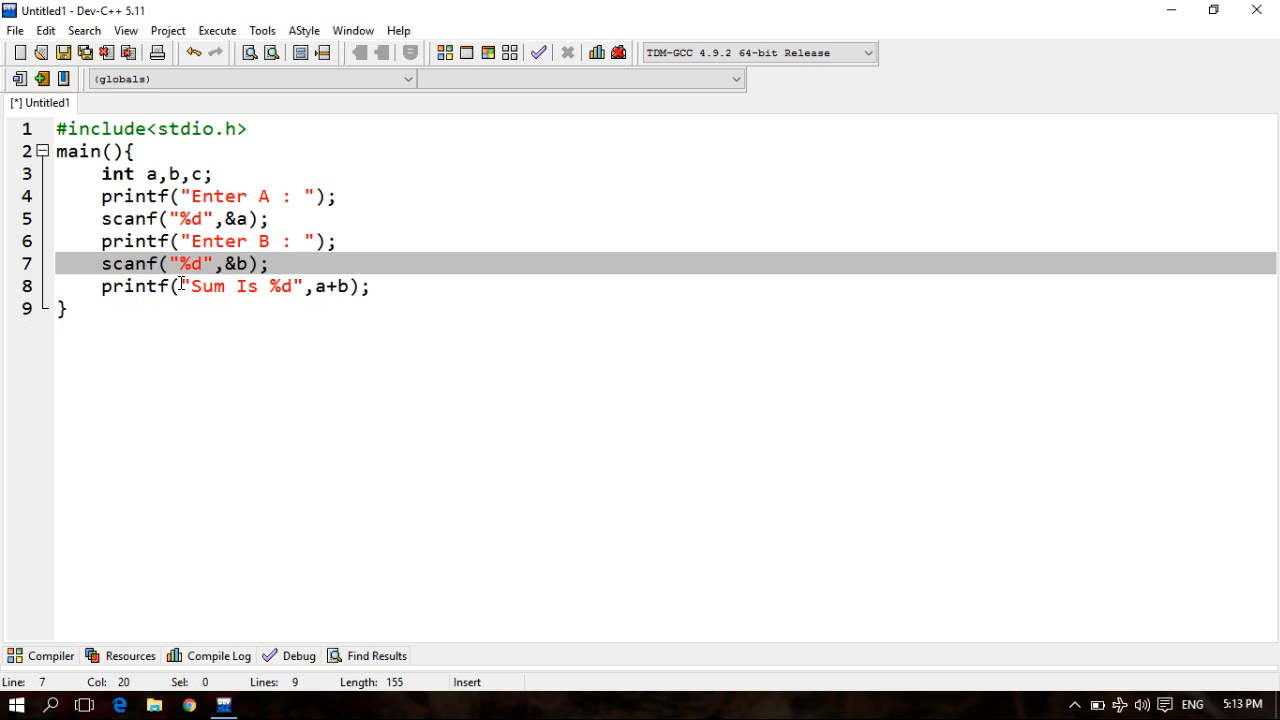 Untitled1 - Dev-C++ 5.11
File Edit Search View Project Execute Tools AStyle Window Help
TDM-GCC 4.9.2 64-bit Release
(globals)
[*] Untitled1
1 #include<stdio.h>
2 main(){
3 int a,b,c;
4 printf("Enter A : ");
5 scanf("%d",&a);
6 printf("Enter B : ");
7 scanf("%d",&b);
8 printf("Sum Is %d",a+b);
9 }
Compiler Resources Compile Log Debug Find Results
Line: 7 Col: 20 Sel: 0 Lines: 9 Length: 155 Insert
DEV ENG 5:13 PM